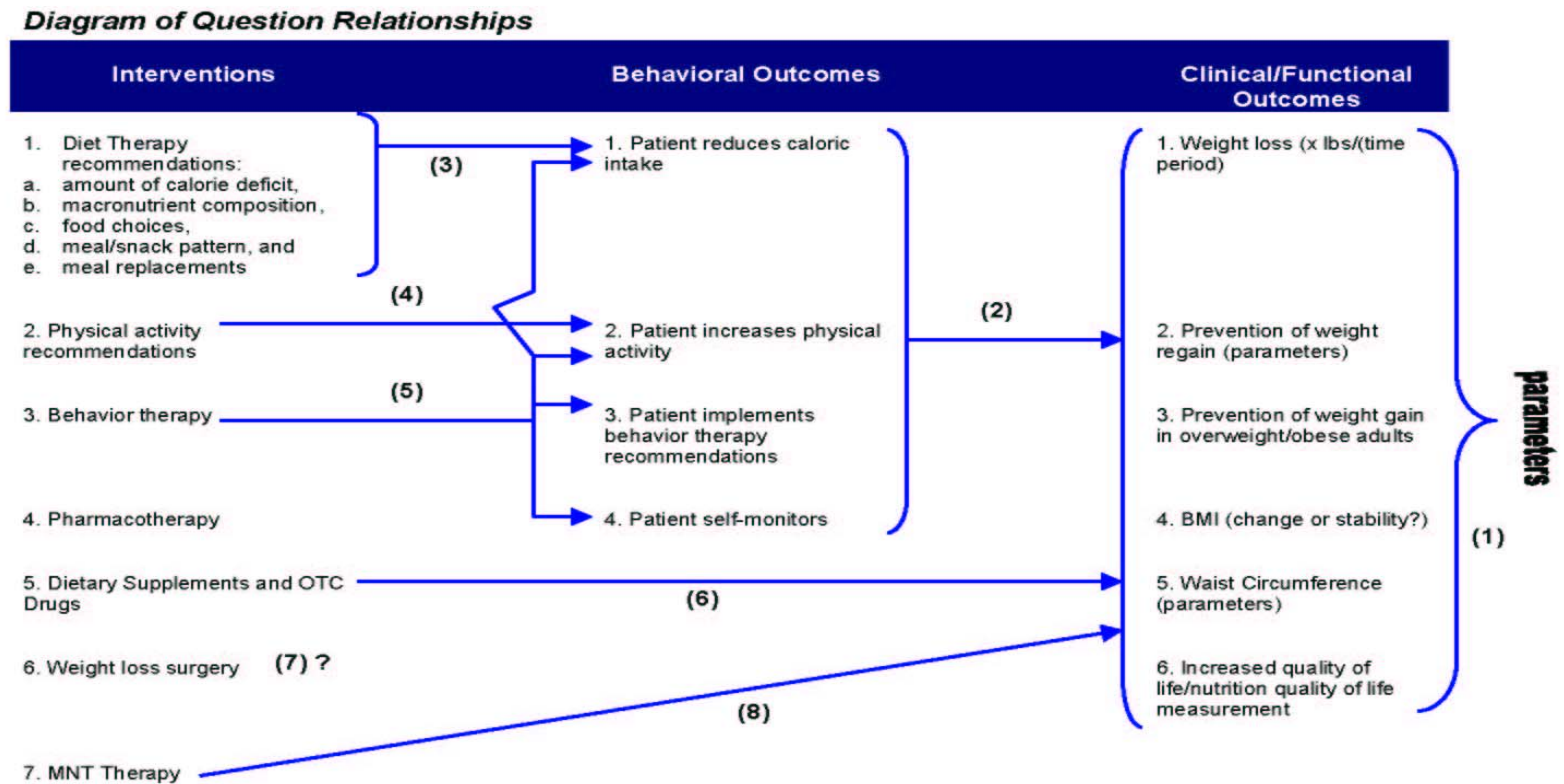 Diagram of Question Relationships
Interventions
Behavioral Outcomes
Clinical/Functional
Outcomes
1. Diet Therapy
recommendations:
a. amount of calorie deficit,
b. macronutrient composition,
c. food choices,
d. meal/snack pattern, and
e. meal replacements
(3)
1. Patient reduces caloric
intake
1. Weight loss (x lbs/(time
period)
(4)
2. Physical activity
recommendations
2. Patient increases physical
activity
(2)
2. Prevention of weight
regain (parameters)
(5)
3. Behavior therapy
3. Patient implements
behavior therapy
recommendations
3. Prevention of weight gain
in overweight/obese adults
parameters
4. Pharmacotherapy
4. Patient self-monitors
4. BMI (change or stability?)
(1)
5. Dietary Supplements and OTC
Drugs
(6)
5. Waist Circumference
(parameters)
6. Weight loss surgery
(7) ?
6. Increased quality of
life/nutrition quality of life
measurement
(8)
7. MNT Therapy